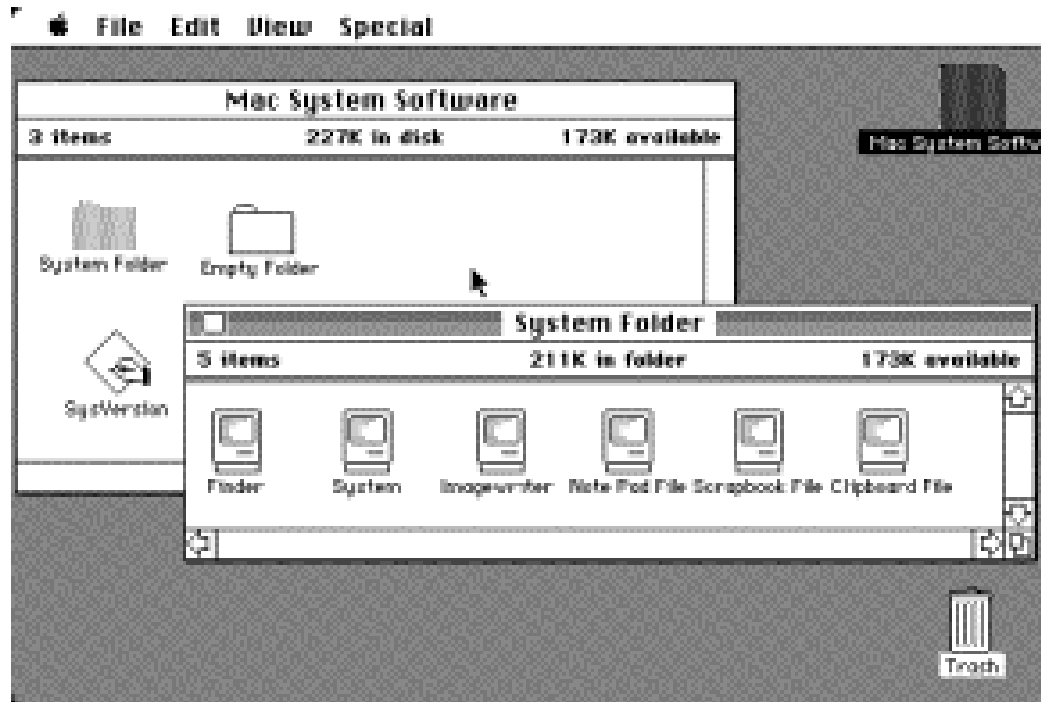 File Edit View Special
Mac System Software
3 items 227K in disk 173K available
Mac System Softw
System Folder Empty Folder
SysVersion
System Folder
5 items 211K in folder 173K available
Finder System Imagewriter Note Pad File Scrapbook File Clipboard File
Trash